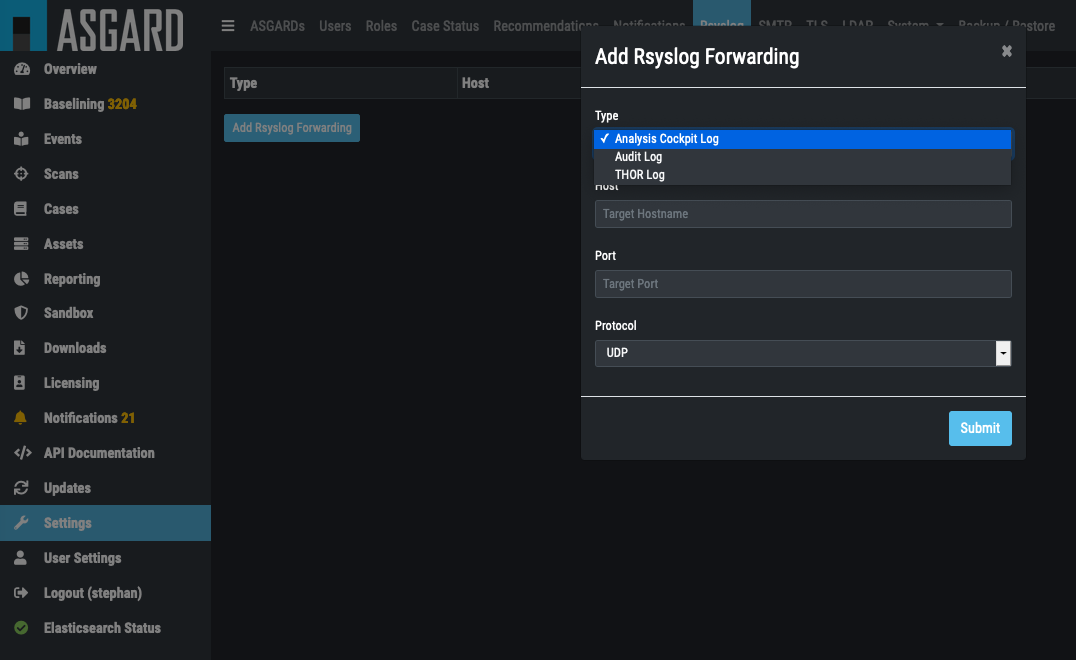 ASGARD
ASGARDs Users Roles Case Status Recommendations Notifications Rsyslog SMTP TLS LDAP System Backup / Restore
Overview
Baselining 3204
Events
Scans
Cases
Assets
Reporting
Sandbox
Downloads
Licensing
Notifications 21
API Documentation
Updates
Settings
User Settings
Logout (stephan)
Elasticsearch Status
Type Host
Add Rsyslog Forwarding
Add Rsyslog Forwarding
Type
✓ Analysis Cockpit Log
Audit Log
THOR Log
Host
Target Hostname
Port
Target Port
Protocol
UDP
Submit